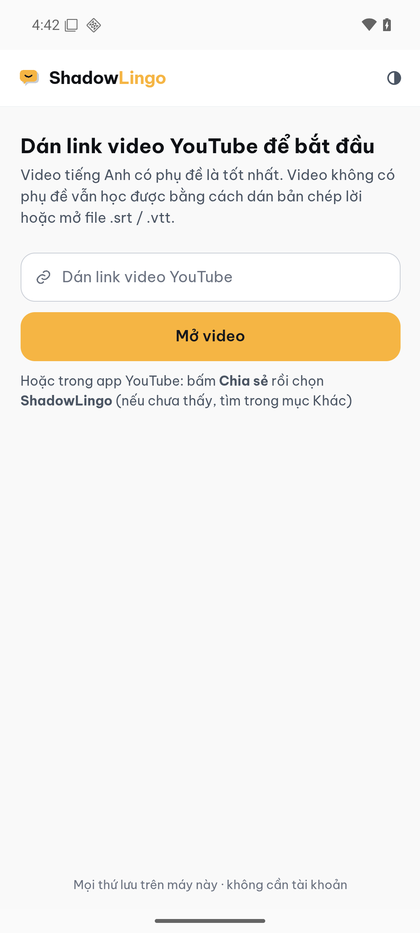 4:42
ShadowLingo
Dán link video YouTube để bắt đầu
Video tiếng Anh có phụ đề là tốt nhất. Video không có
phụ đề vẫn học được bằng cách dán bản chép lời
hoặc mở file .srt / .vtt.
Dán link video YouTube
Mở video
Hoặc trong app YouTube: bấm Chia sẻ rồi chọn
ShadowLingo (nếu chưa thấy, tìm trong mục Khác)
Mọi thứ lưu trên máy này · không cần tài khoản